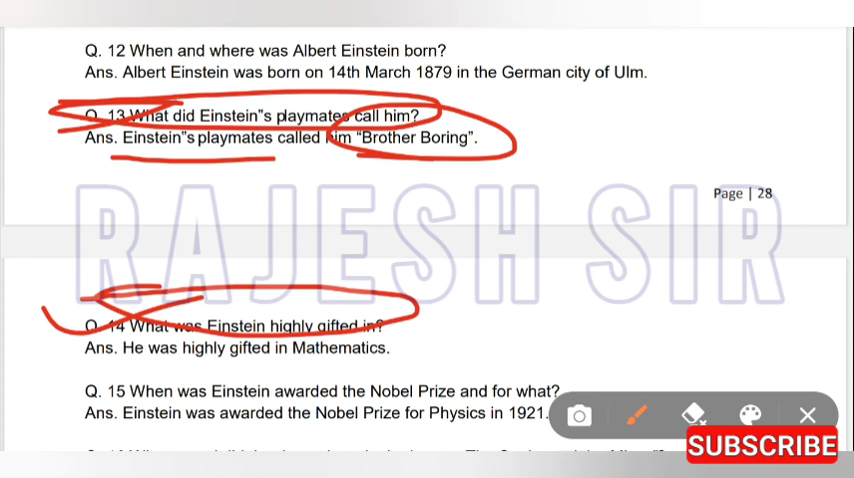 Q. 12 When and where was Albert Einstein born?
Ans. Albert Einstein was born on 14th March 1879 in the German city of Ulm.
Q. 13 What did Einstein"s playmates call him?
Ans. Einstein"s playmates called him "Brother Boring".
Page | 28
RAJESH SIR
Q. 14 What was Einstein highly gifted in?
Ans. He was highly gifted in Mathematics.
Q. 15 When was Einstein awarded the Nobel Prize and for what?
Ans. Einstein was awarded the Nobel Prize for Physics in 1921.
SUBSCRIBE